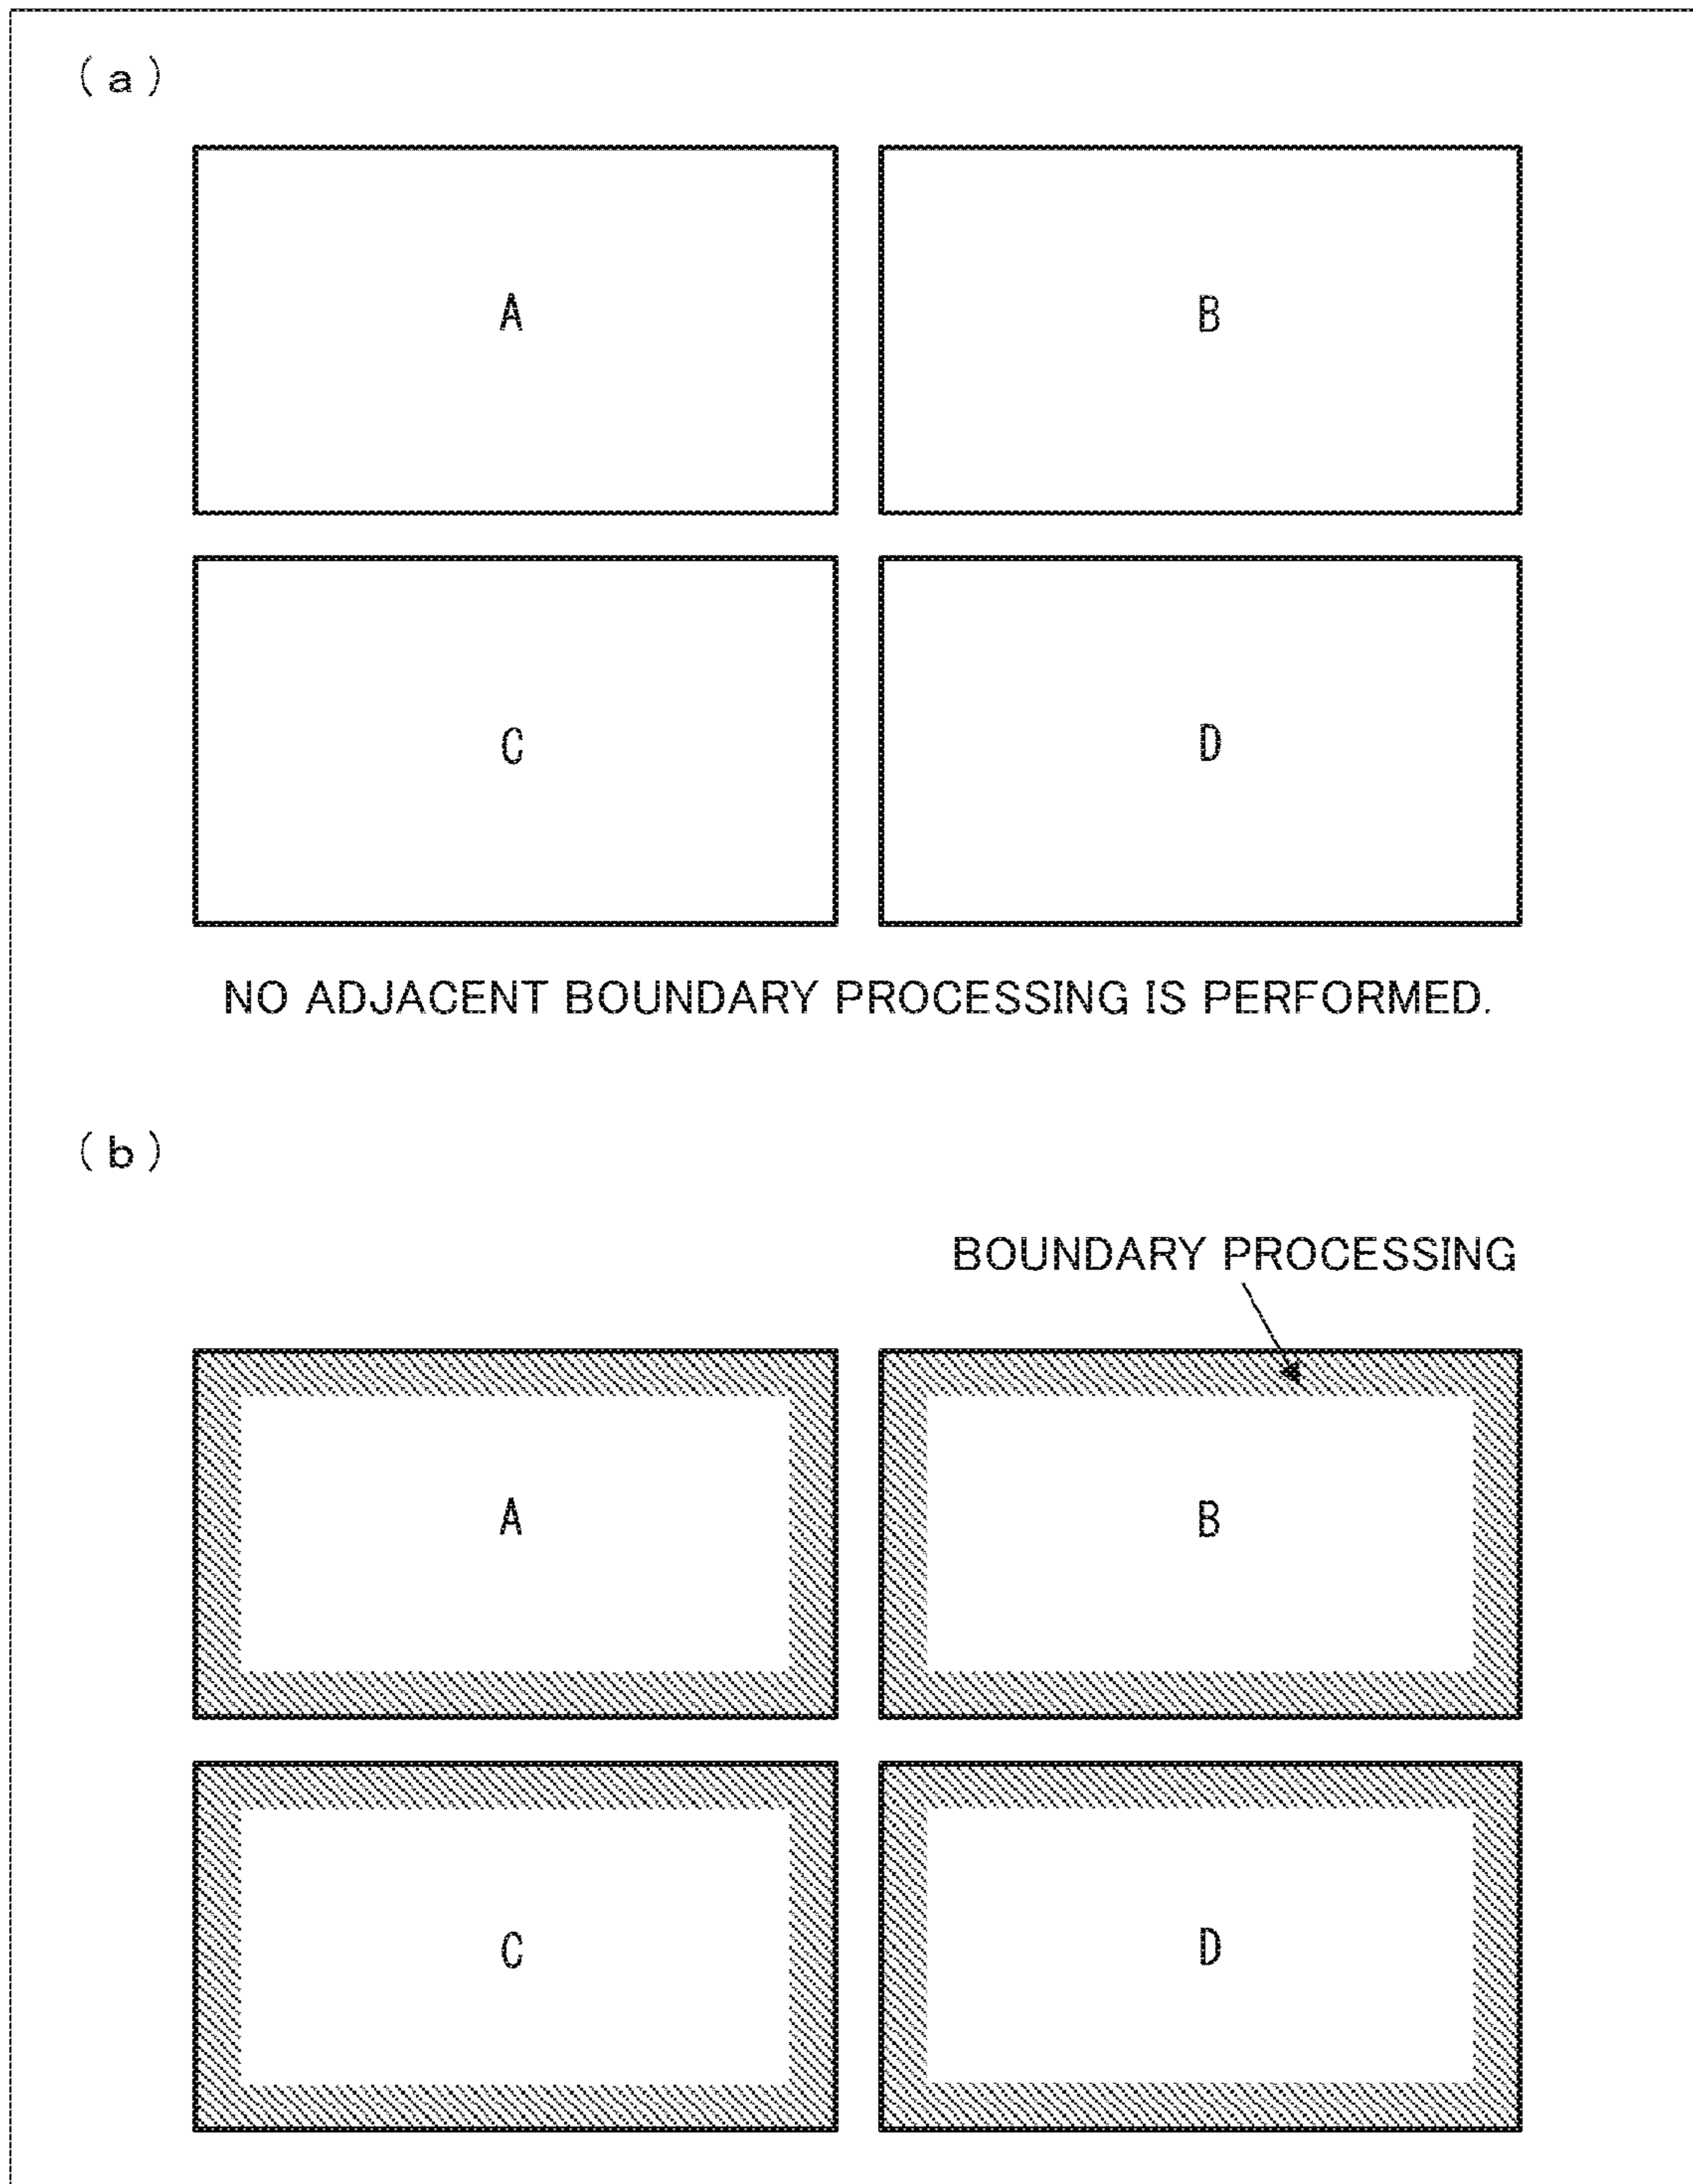 (a)
A B
C D
NO ADJACENT BOUNDARY PROCESSING IS PERFORMED.
(b)
BOUNDARY PROCESSING
A B
C D